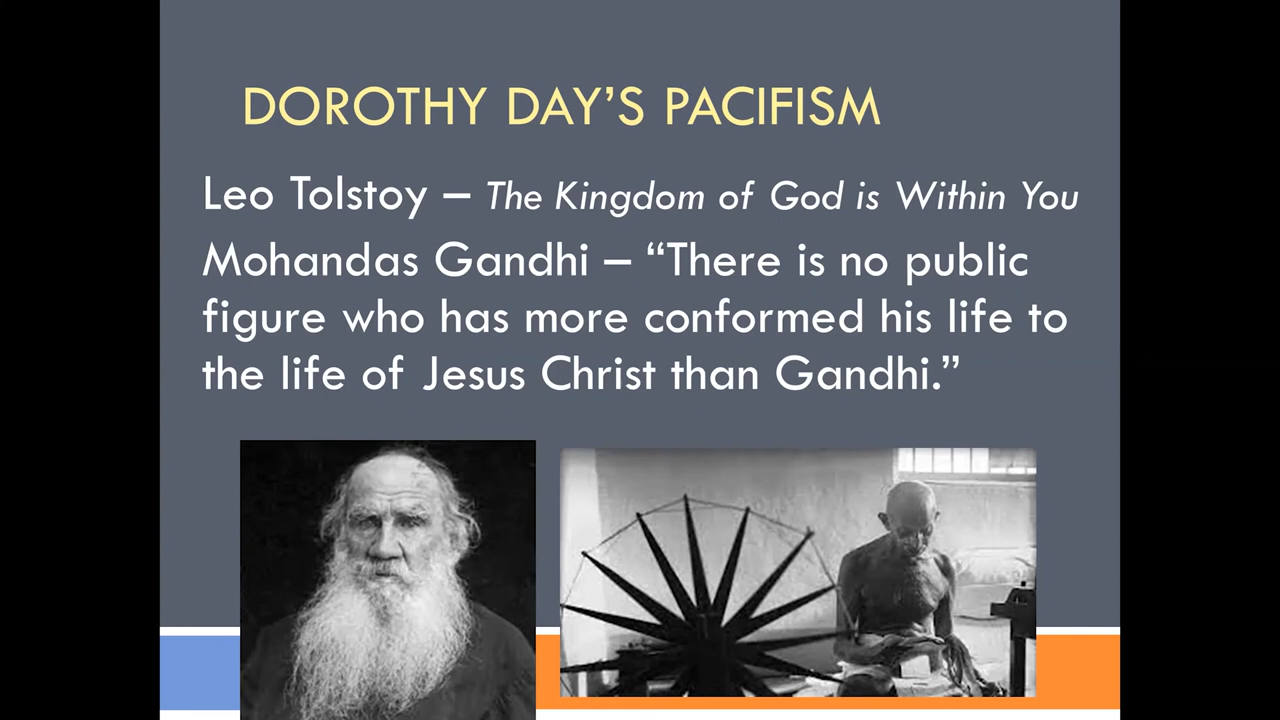 DOROTHY DAY’S PACIFISM
Leo Tolstoy – The Kingdom of God is Within You
Mohandas Gandhi – “There is no public
figure who has more conformed his life to
the life of Jesus Christ than Gandhi.”